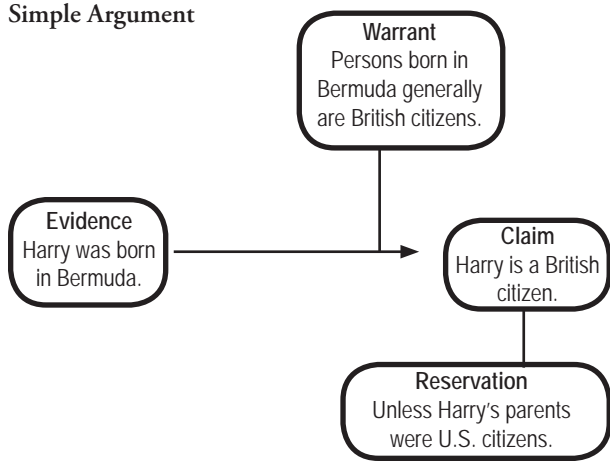 Simple Argument
Warrant
Persons born in
Bermuda generally
are British citizens.
Evidence
Harry was born
in Bermuda.
Claim
Harry is a British
citizen.
Reservation
Unless Harry's parents
were U.S. citizens.